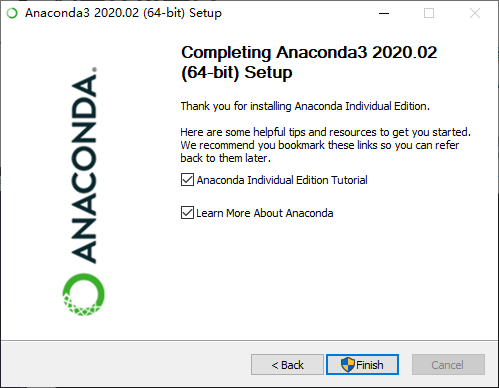 Anaconda3 2020.02 (64-bit) Setup
Completing Anaconda3 2020.02
(64-bit) Setup
Thank you for installing Anaconda Individual Edition.
Here are some helpful tips and resources to get you started.
We recommend you bookmark these links so you can refer
back to them later.
Anaconda Individual Edition Tutorial
Learn More About Anaconda
ANACONDA.
< Back
Finish
Cancel